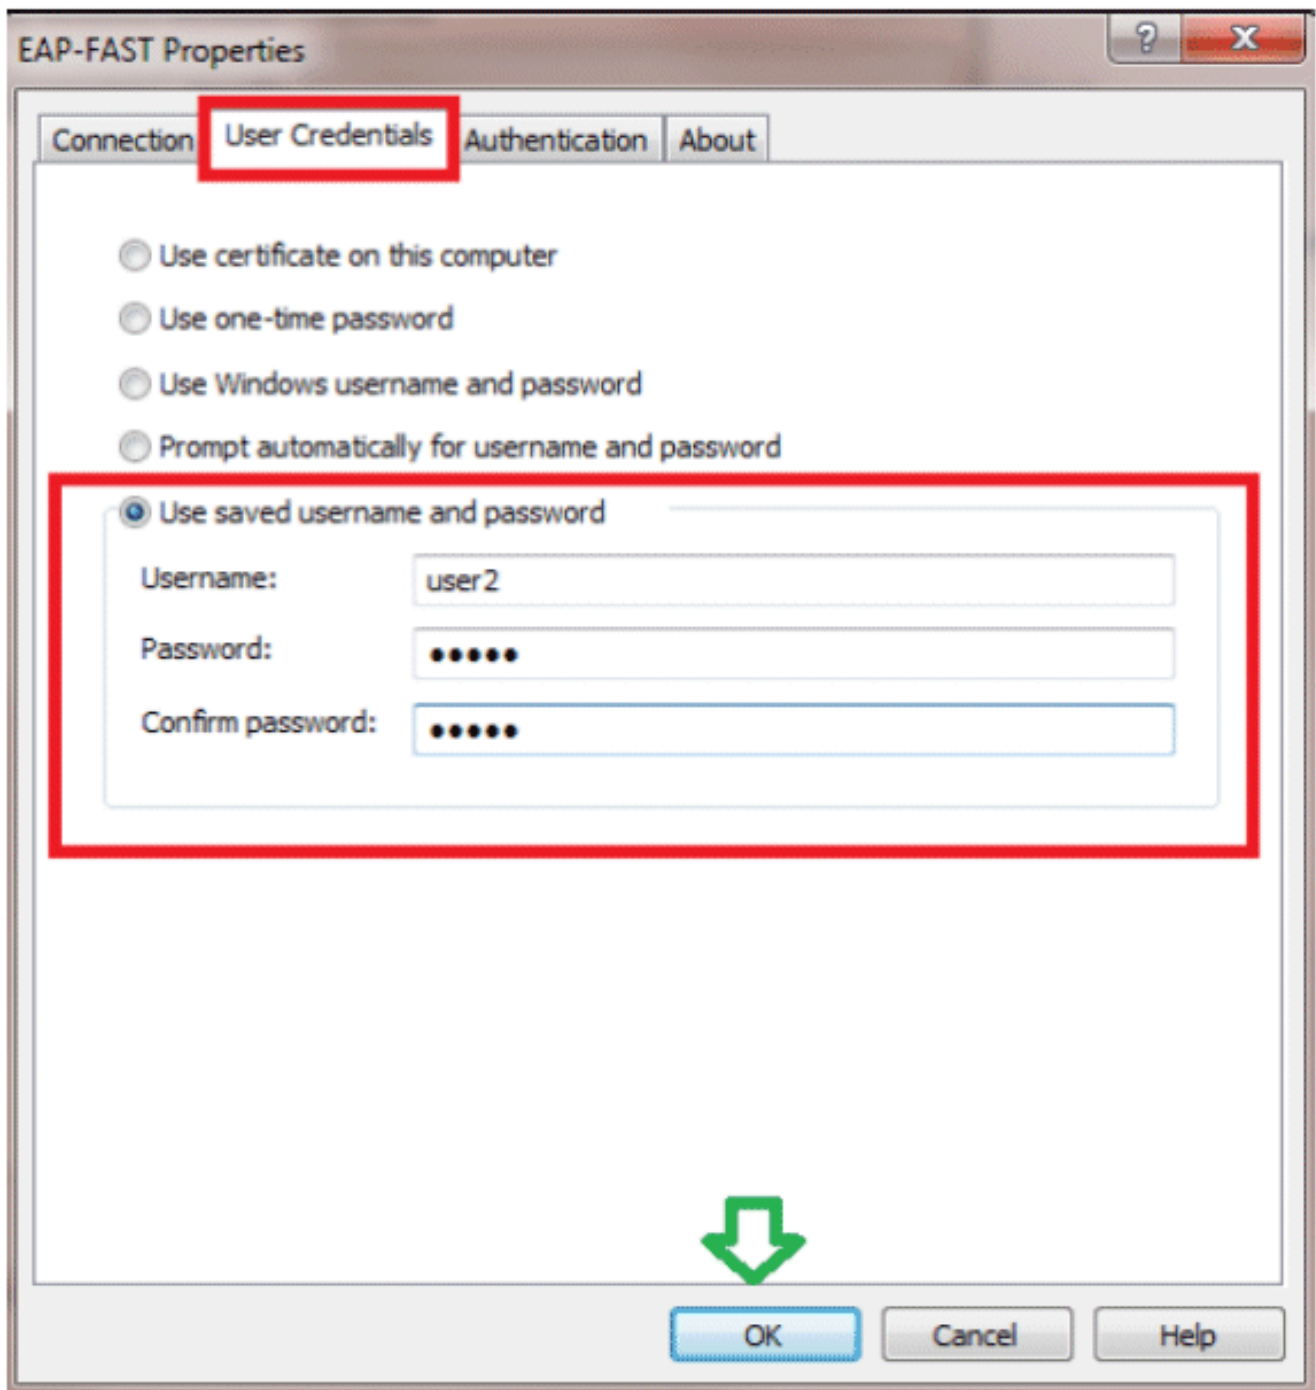 EAP-FAST Properties
?
X
Connection
User Credentials
Authentication
About
Use certificate on this computer
Use one-time password
Use Windows username and password
Prompt automatically for username and password
Use saved username and password
Username:
user2
Password:
•••••
Confirm password:
•••••
OK
Cancel
Help